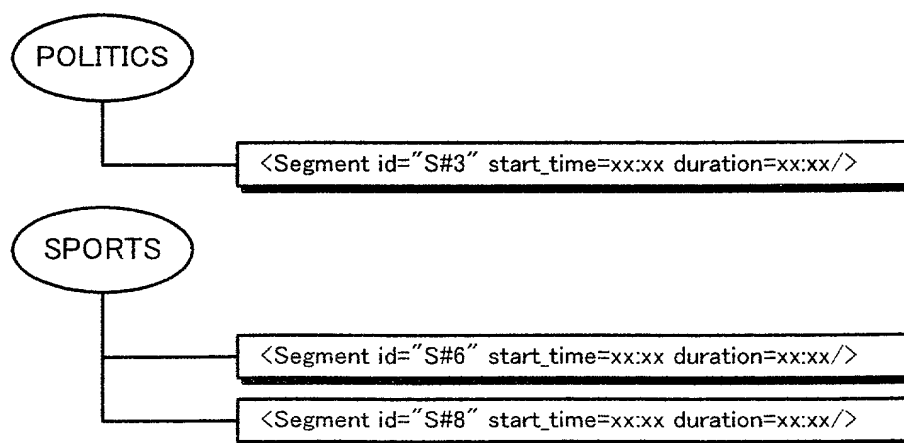 POLITICS
<Segment id="S#3" start_time=xx:xx duration=xx:xx/>
SPORTS
<Segment id="S#6" start_time=xx:xx duration=xx:xx/>
<Segment id="S#8" start_time=xx:xx duration=xx:xx/>